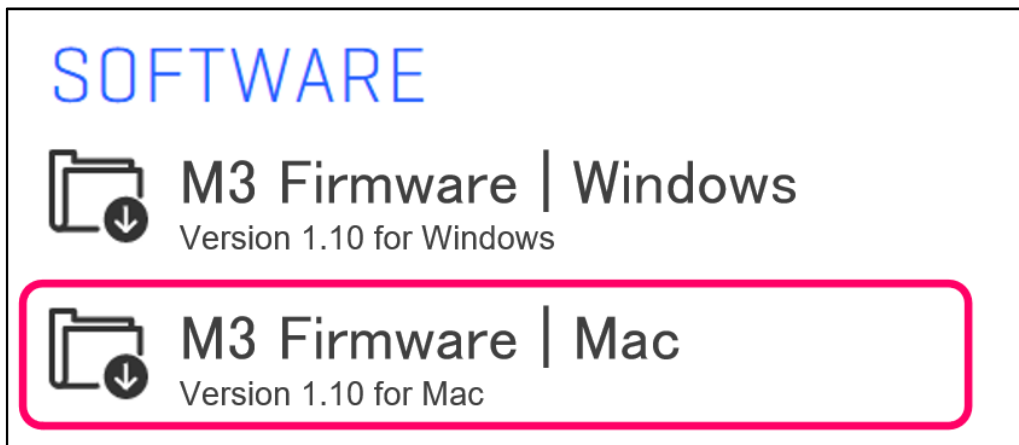 SOFTWARE
M3 Firmware | Windows
Version 1.10 for Windows
M3 Firmware | Mac
Version 1.10 for Mac